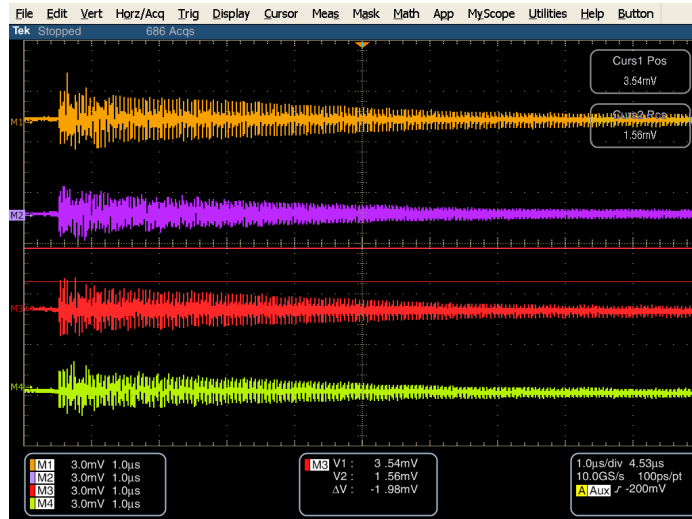 File Edit Vert Horz/Acq Trig Display Cursor Meas Mask Math App MyScope Utilities Help Button
Tek Stopped 686 Acqs
Curs1 Pos
3.54mV
M1
Curs2 Pos
1.56mV
M2
M3
M4
M1 3.0mV 1.0µs
M2 3.0mV 1.0µs
M3 3.0mV 1.0µs
M4 3.0mV 1.0µs
M3 V1 : 3 .54mV
V2 : 1 .56mV
ΔV : -1 .98mV
1.0µs/div 4.53µs
10.0GS/s 100ps/pt
A Aux ʃ -200mV